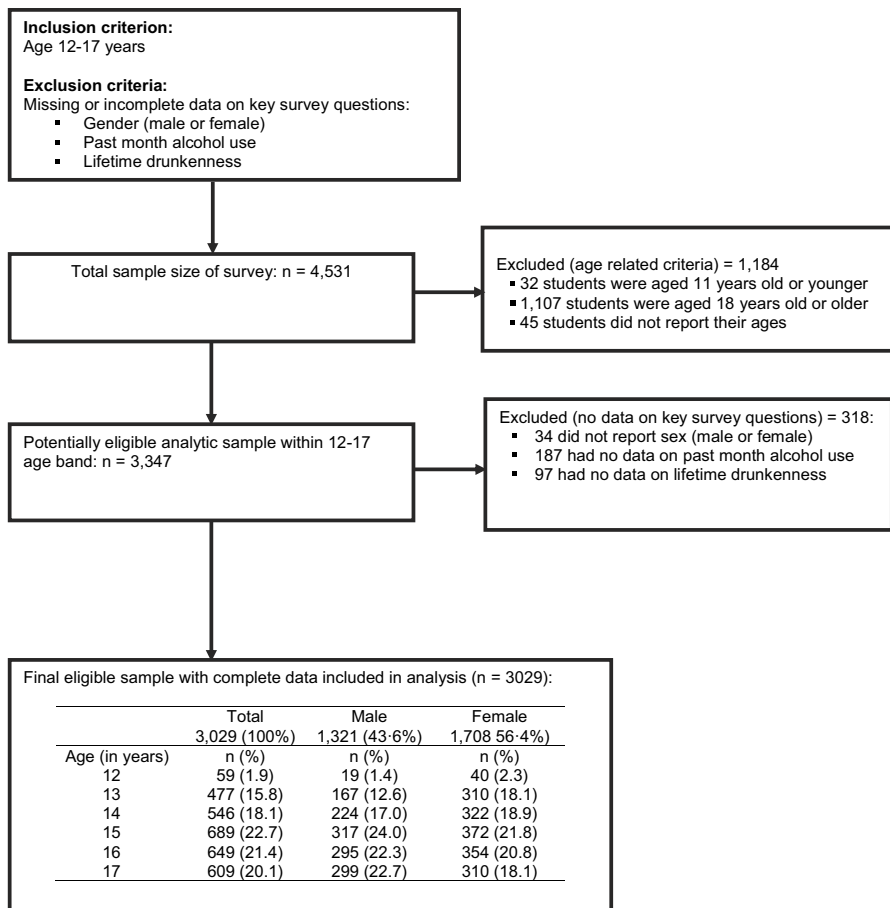 Inclusion criterion:
Age 12-17 years
Exclusion criteria:
Missing or incomplete data on key survey questions:
▪ Gender (male or female)
▪ Past month alcohol use
▪ Lifetime drunkenness
Total sample size of survey: n = 4,531
Excluded (age related criteria) = 1,184
▪ 32 students were aged 11 years old or younger
▪ 1,107 students were aged 18 years old or older
▪ 45 students did not report their ages
Potentially eligible analytic sample within 12-17
age band: n = 3,347
Excluded (no data on key survey questions) = 318:
▪ 34 did not report sex (male or female)
▪ 187 had no data on past month alcohol use
▪ 97 had no data on lifetime drunkenness
Final eligible sample with complete data included in analysis (n = 3029):
Total Male Female
3,029 (100%) 1,321 (43·6%) 1,708 56·4%)
Age (in years) n (%) n (%) n (%)
12 59 (1.9) 19 (1.4) 40 (2.3)
13 477 (15.8) 167 (12.6) 310 (18.1)
14 546 (18.1) 224 (17.0) 322 (18.9)
15 689 (22.7) 317 (24.0) 372 (21.8)
16 649 (21.4) 295 (22.3) 354 (20.8)
17 609 (20.1) 299 (22.7) 310 (18.1)